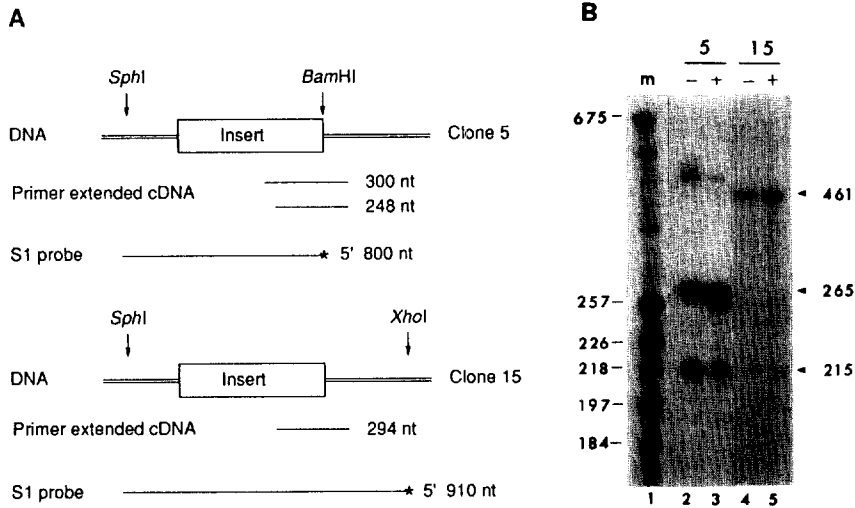 A
SphI BamHI
DNA Insert Clone 5
Primer extended cDNA 300 nt
248 nt
S1 probe 5' 800 nt
SphI XhoI
DNA Insert Clone 15
Primer extended cDNA 294 nt
S1 probe 5' 910 nt
B
5 15
m − + − +
675
461
265
257
226
218
215
197
184
1 2 3 4 5